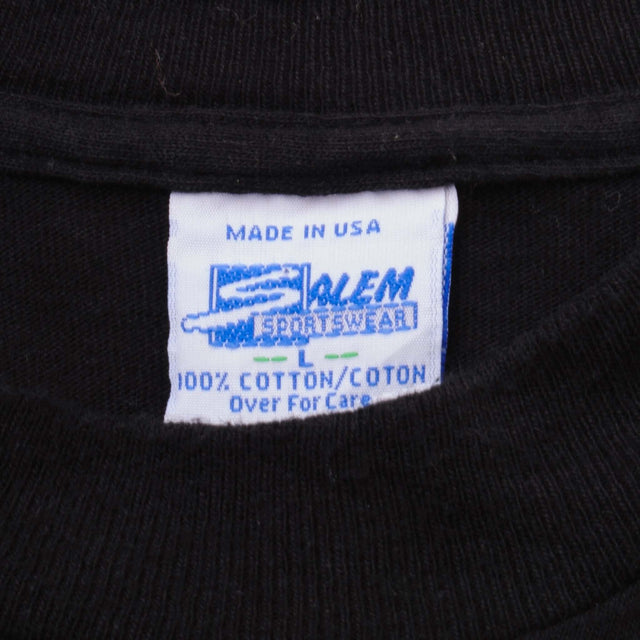 MADE IN USA
SALEM
SPORTSWEAR
L
100% COTTON/COTON
Over For Care